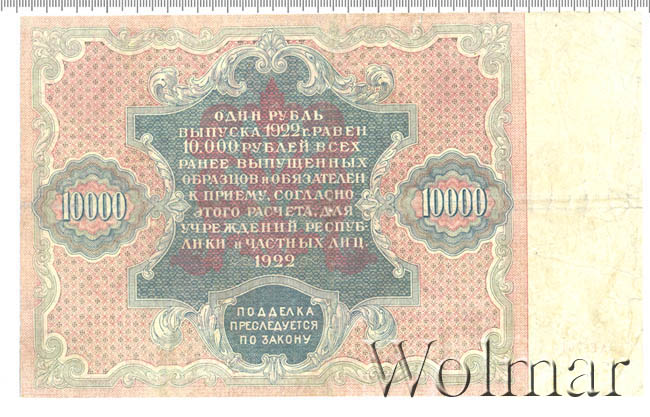 ОДИН РУБЛЬ
ВЫПУСКА 1922 г. РАВЕН
10.000 РУБЛЕЙ ВСЕХ
РАНЕЕ ВЫПУЩЕННЫХ
ОБРАЗЦОВ и ОБЯЗАТЕЛЕН
К ПРИЕМУ, СОГЛАСНО
ЭТОГО РАСЧЕТА, ДЛЯ
УЧРЕЖДЕНИЙ РЕСПУБ-
ЛИКИ и ЧАСТНЫХ ЛИЦ.
1922
10000
10000
ПОДДЕЛКА
ПРЕСЛЕДУЕТСЯ
ПО ЗАКОНУ
Wolmar